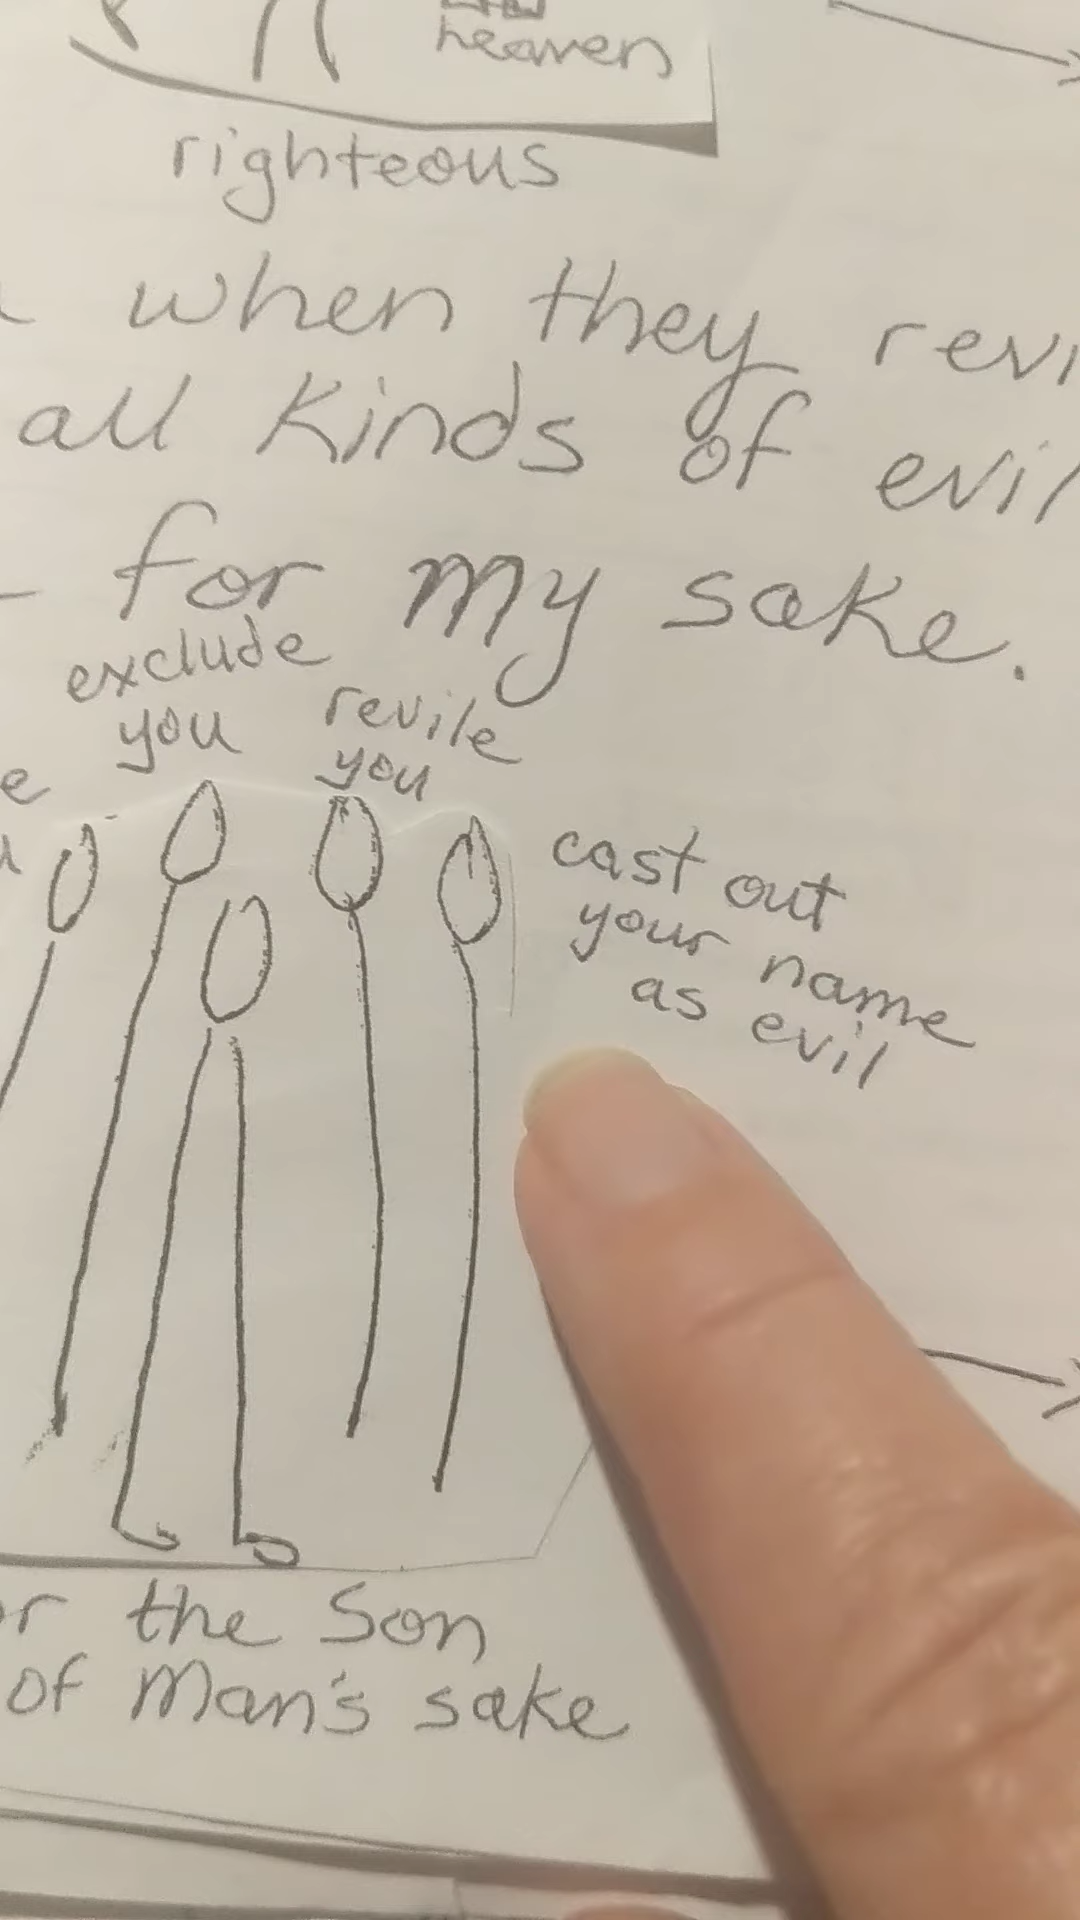 heaven
righteous
when they revi
all kinds of evil
for my sake.
exclude
you
revile
you
cast out
your name
as evil
the Son
of Man's sake